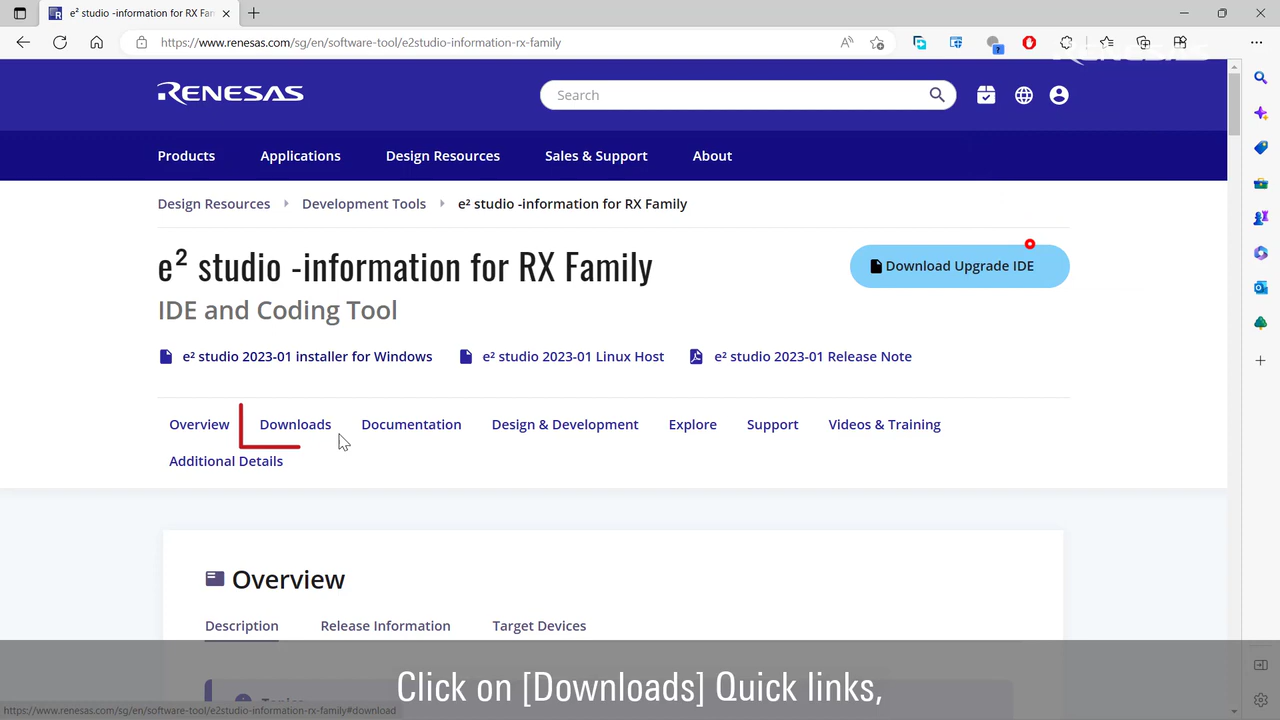 e² studio -information for RX Fan
https://www.renesas.com/sg/en/software-tool/e2studio-information-rx-family
RENESAS
RENESAS
Search
Products
Applications
Design Resources
Sales & Support
About
Design Resources
Development Tools
e² studio -information for RX Family
e² studio -information for RX Family
Download Upgrade IDE
IDE and Coding Tool
e² studio 2023-01 installer for Windows
e² studio 2023-01 Linux Host
e² studio 2023-01 Release Note
Overview
Downloads
Documentation
Design & Development
Explore
Support
Videos & Training
Additional Details
Overview
Description
Release Information
Target Devices
Topics
Click on [Downloads] Quick links,
https://www.renesas.com/sg/en/software-tool/e2studio-information-rx-family#download